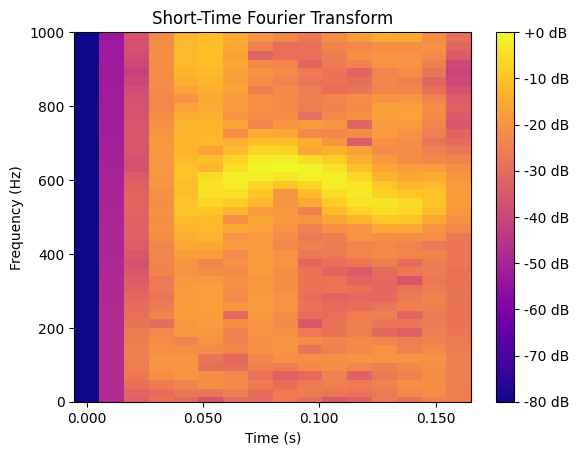 Short-Time Fourier Transform
1000
800
600
400
200
0
Frequency (Hz)
0.000
0.050
0.100
0.150
Time (s)
+0 dB
-10 dB
-20 dB
-30 dB
-40 dB
-50 dB
-60 dB
-70 dB
-80 dB